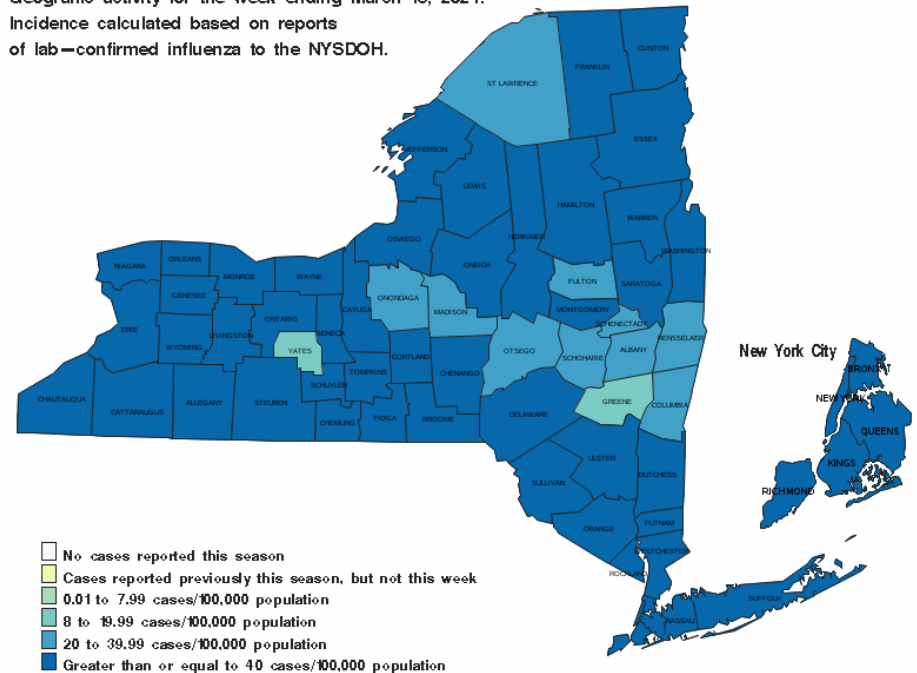 Incidence calculated based on reports
of lab-confirmed influenza to the NYSDOH.
CLINTON
FRANKLIN
ST LAWRENCE
ESSEX
JEFFERSON
LEWIS
HAMILTON
WARREN
OSWEGO
HERKIMER
WASHINGTON
ONEIDA
ORLEANS
NIAGARA
MONROE
WAYNE
FULTON
SARATOGA
GENESEE
ONONDAGA
CAYUGA
MADISON
MONTGOMERY
ONTARIO
SCHENECTADY
ERIE
LIVINGSTON
SENECA
RENSSELAER
WYOMING
YATES
CORTLAND
OTSEGO
SCHOHARIE
ALBANY
New York City
TOMPKINS
CHENANGO
BRONX
SCHUYLER
CHAUTAUQUA
ALLEGANY
STEUBEN
GREENE
COLUMBIA
NEW YORK
CATTARAUGUS
CHEMUNG
TIOGA
BROOME
DELAWARE
QUEENS
ULSTER
KINGS
DUTCHESS
SULLIVAN
RICHMOND
ORANGE
PUTNAM
WESTCHESTER
ROCKLAND
SUFFOLK
NASSAU
No cases reported this season
Cases reported previously this season, but not this week
0.01 to 7.99 cases/100,000 population
8 to 19.99 cases/100,000 population
20 to 39.99 cases/100,000 population
Greater than or equal to 40 cases/100,000 population